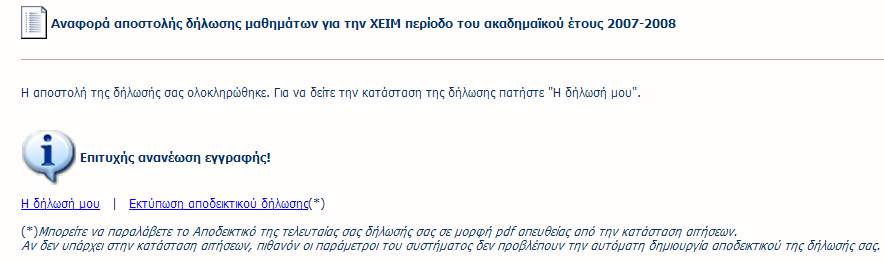 Αναφορά αποστολής δήλωσης μαθημάτων για την ΧΕΙΜ περίοδο του ακαδημαϊκού έτους 2007-2008
Η αποστολή της δήλωσής σας ολοκληρώθηκε. Για να δείτε την κατάσταση της δήλωσης πατήστε "Η δήλωσή μου".
Επιτυχής ανανέωση εγγραφής!
Η δήλωσή μου | Εκτύπωση αποδεικτικού δήλωσης(*)
(*)Μπορείτε να παραλάβετε το Αποδεικτικό της τελευταίας σας δήλωσής σας σε μορφή pdf απευθείας από την κατάσταση αιτήσεων.
Αν δεν υπάρχει στην κατάσταση αιτήσεων, πιθανόν οι παράμετροι του συστήματος δεν προβλέπουν την αυτόματη δημιουργία αποδεικτικού της δήλωσής σας.